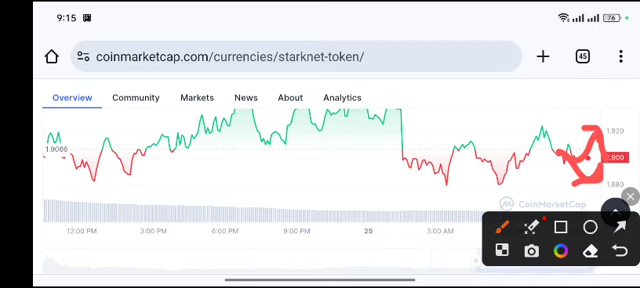 9:15 76
coinmarketcap.com/currencies/starknet-token/ 45
Overview Community Markets News About Analytics
1.920
1.9066
1.900
1.880
CoinMarketCap
12:00 PM 3:00 PM 6:00 PM 9:00 PM 25 3:00 AM